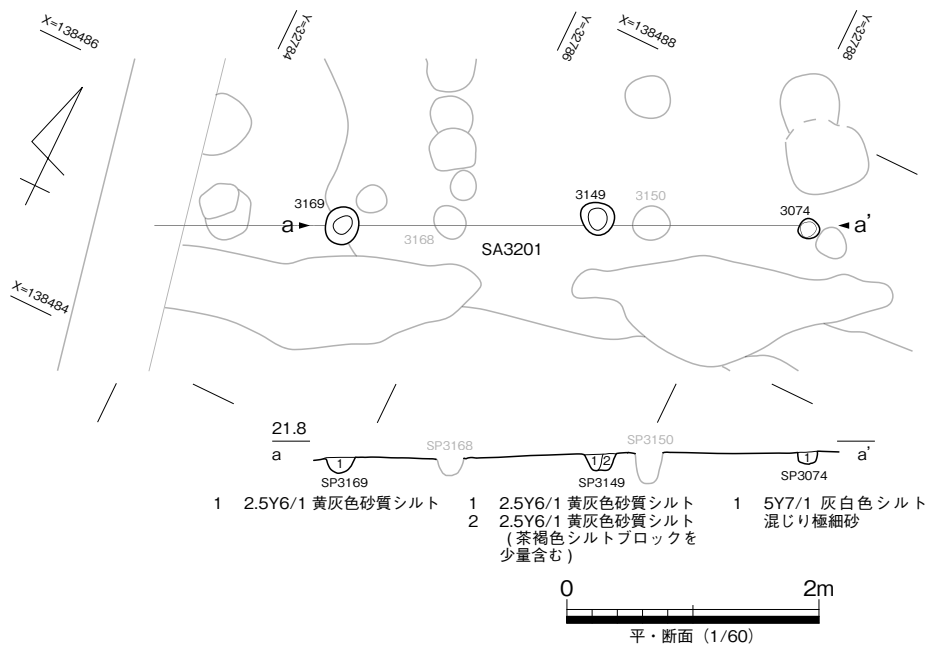 X=138486
Y=32784
Y=32786
X=138488
Y=32788
3169
3149
3150
3074
a
a'
3168
SA3201
X=138484
21.8
a
SP3168
SP3150
a'
1
1
2
1
SP3169
SP3149
SP3074
1 2.5Y6/1 黄灰色砂質シルト
1 2.5Y6/1 黄灰色砂質シルト
2 2.5Y6/1 黄灰色砂質シルト
(茶褐色シルトブロックを
少量含む)
1 5Y7/1 灰白色シルト
混じり極細砂
0
2m
平・断面（1/60）